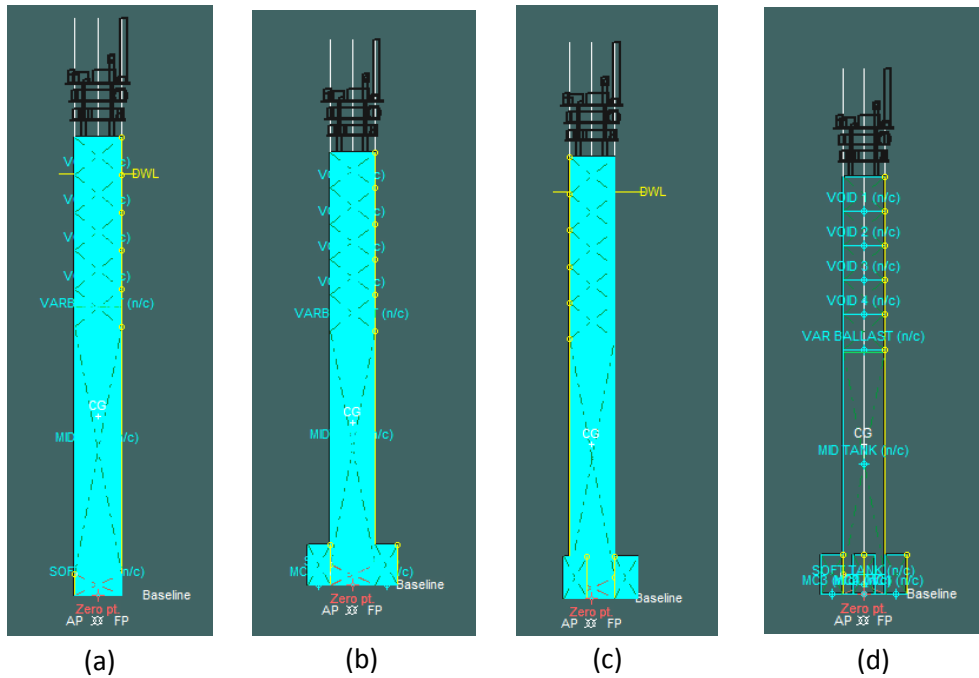 DWL
VARB (n/c)
CG
MID /c)
SOF (n/c)
Baseline
Zero pt.
AP FP
(a)
VARB (n/c)
CG
MID /c)
Baseline
Zero pt.
AP FP
(b)
DWL
CG
Baseline
Zero pt.
AP FP
(c)
VOID 1 (n/c)
VOID 2 (n/c)
VOID 3 (n/c)
VOID 4 (n/c)
VAR BALLAST (n/c)
CG
MID TANK (n/c)
SOFT TANK (n/c)
Baseline
Zero pt.
AP FP
(d)